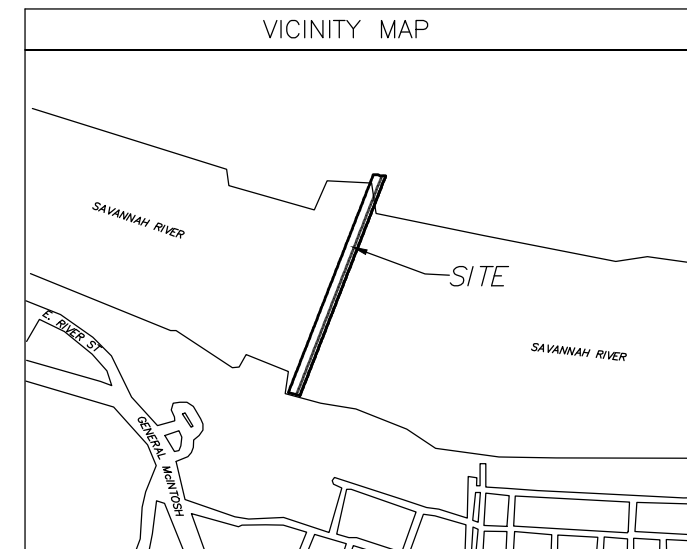 VICINITY MAP
SAVANNAH RIVER
SITE
SAVANNAH RIVER
E. RIVER ST
GENERAL McINTOSH